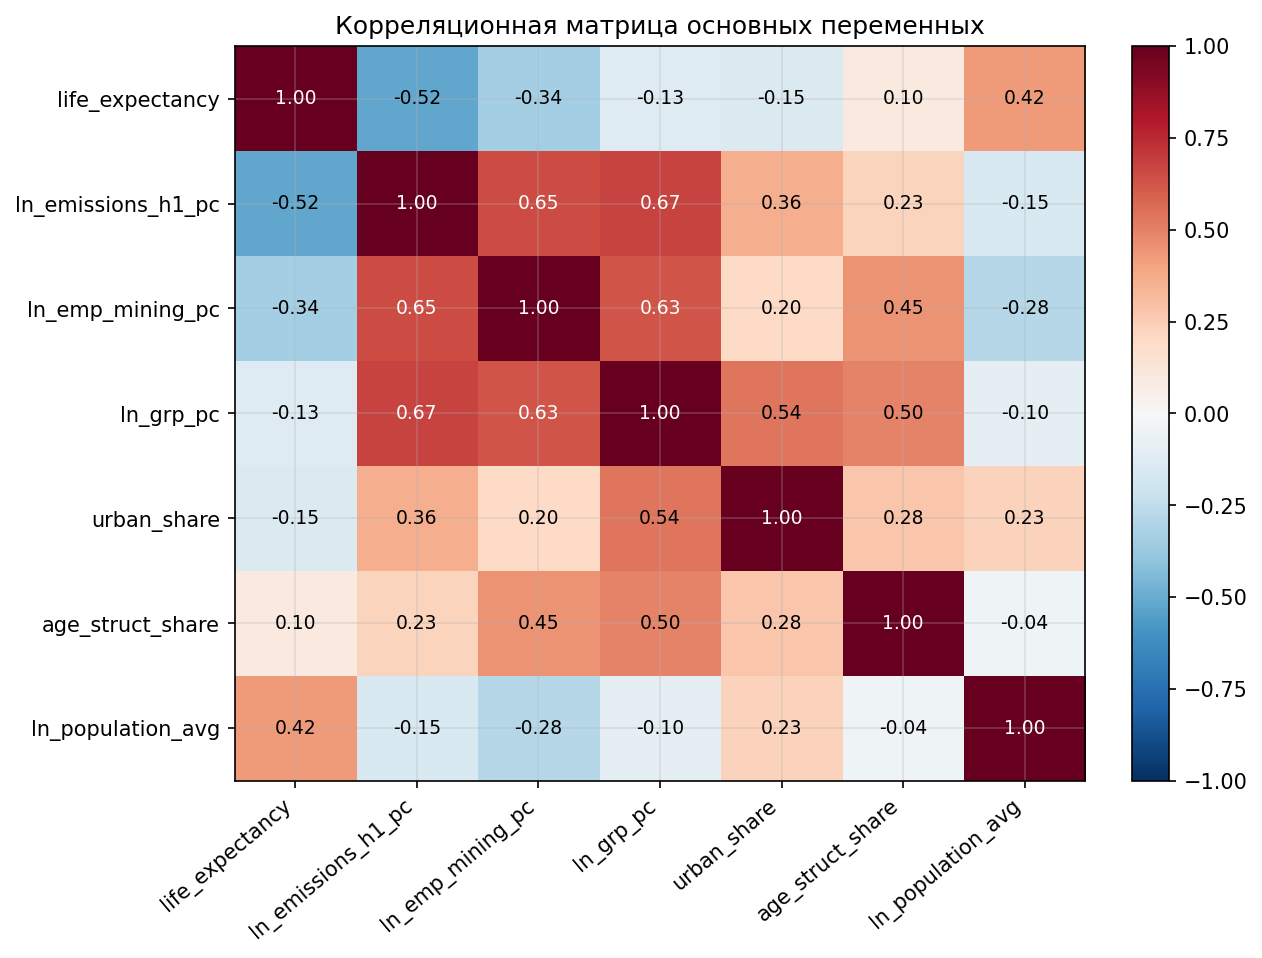 Корреляционная матрица основных переменных
life_expectancy 1.00 -0.52 -0.34 -0.13 -0.15 0.10 0.42
ln_emissions_h1_pc -0.52 1.00 0.65 0.67 0.36 0.23 -0.15
ln_emp_mining_pc -0.34 0.65 1.00 0.63 0.20 0.45 -0.28
ln_grp_pc -0.13 0.67 0.63 1.00 0.54 0.50 -0.10
urban_share -0.15 0.36 0.20 0.54 1.00 0.28 0.23
age_struct_share 0.10 0.23 0.45 0.50 0.28 1.00 -0.04
ln_population_avg 0.42 -0.15 -0.28 -0.10 0.23 -0.04 1.00
life_expectancy
ln_emissions_h1_pc
ln_emp_mining_pc
ln_grp_pc
urban_share
age_struct_share
ln_population_avg
1.00
0.75
0.50
0.25
0.00
−0.25
−0.50
−0.75
−1.00